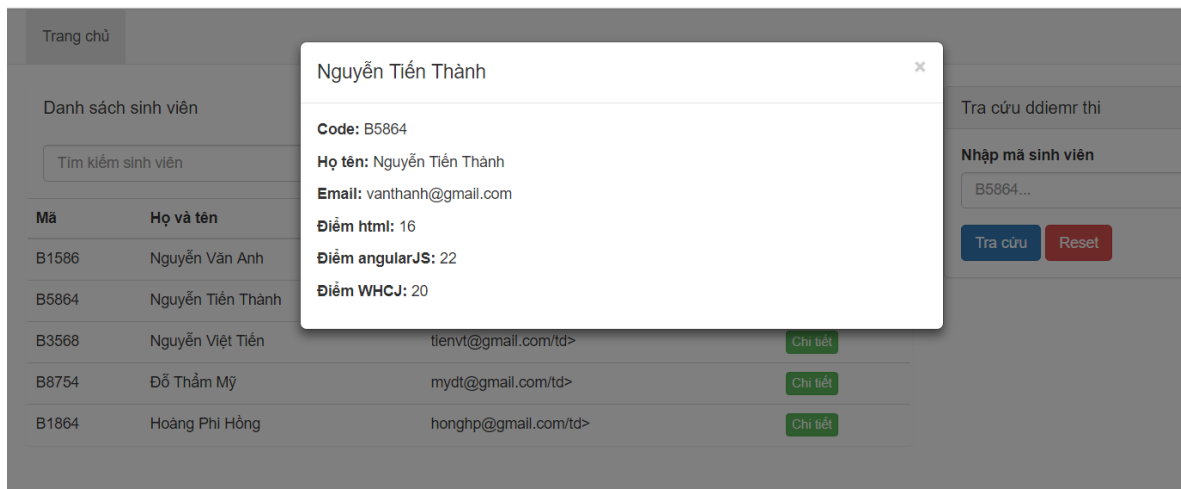 Trang chủ
Nguyễn Tiến Thành ×
Code: B5864
Họ tên: Nguyễn Tiến Thành
Email: vanthanh@gmail.com
Điểm html: 16
Điểm angularJS: 22
Điểm WHCJ: 20
Danh sách sinh viên
Tìm kiếm sinh viên
Mã Họ và tên
B1586 Nguyễn Văn Anh
B5864 Nguyễn Tiến Thành
B3568 Nguyễn Việt Tiến tienvt@gmail.com/td> Chi tiết
B8754 Đỗ Thẩm Mỹ mydt@gmail.com/td> Chi tiết
B1864 Hoàng Phi Hồng honghp@gmail.com/td> Chi tiết
Tra cứu ddiemr thi
Nhập mã sinh viên
B5864...
Tra cứu Reset